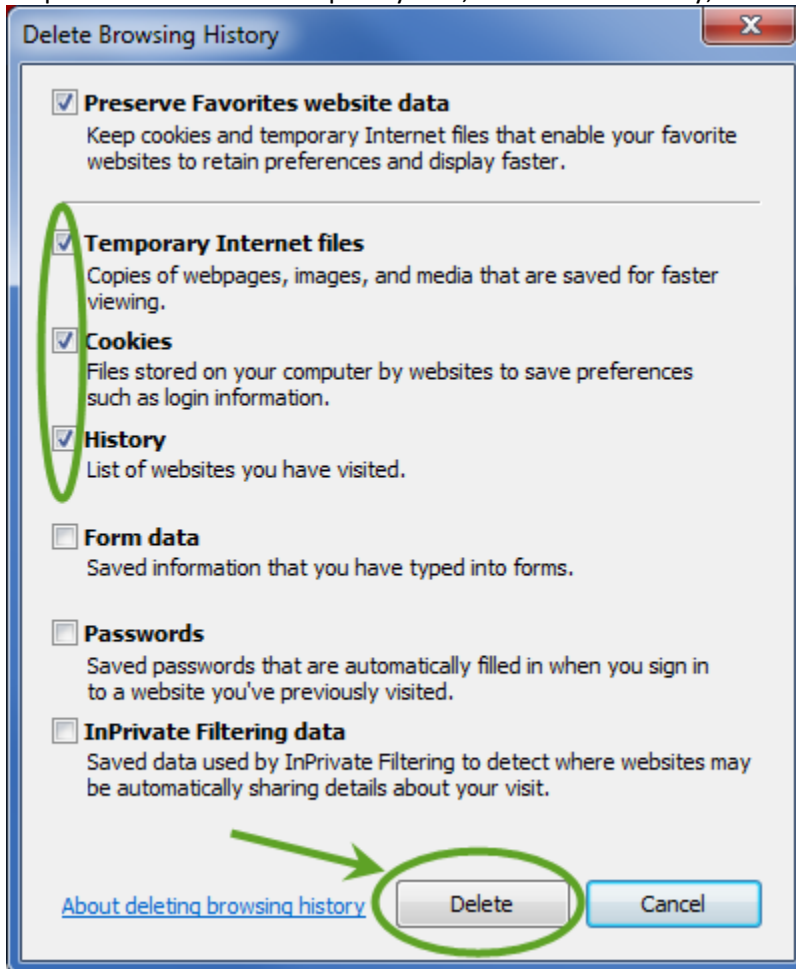 Delete Browsing History
X
Preserve Favorites website data
Keep cookies and temporary Internet files that enable your favorite
websites to retain preferences and display faster.
Temporary Internet files
Copies of webpages, images, and media that are saved for faster
viewing.
Cookies
Files stored on your computer by websites to save preferences
such as login information.
History
List of websites you have visited.
Form data
Saved information that you have typed into forms.
Passwords
Saved passwords that are automatically filled in when you sign in
to a website you've previously visited.
InPrivate Filtering data
Saved data used by InPrivate Filtering to detect where websites may
be automatically sharing details about your visit.
About deleting browsing history
Delete
Cancel